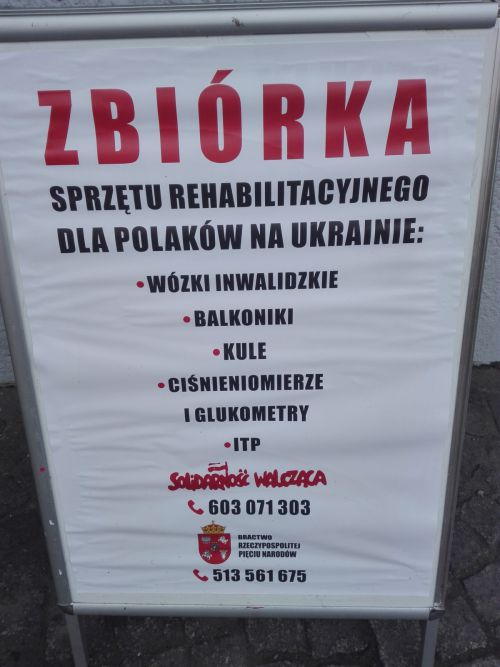 ZBIÓRKA
SPRZĘTU REHABILITACYJNEGO
DLA POLAKÓW NA UKRAINIE:
• WÓZKI INWALIDZKIE
• BALKONIKI
• KULE
• CIŚNIENIOMIERZE
I GLUKOMETRY
• ITP
SOLIDARNOŚĆ WALCZĄCA
603 071 303
BRACTWO
RZECZYPOSPOLITEJ
PIĘCIU NARODÓW
513 561 675